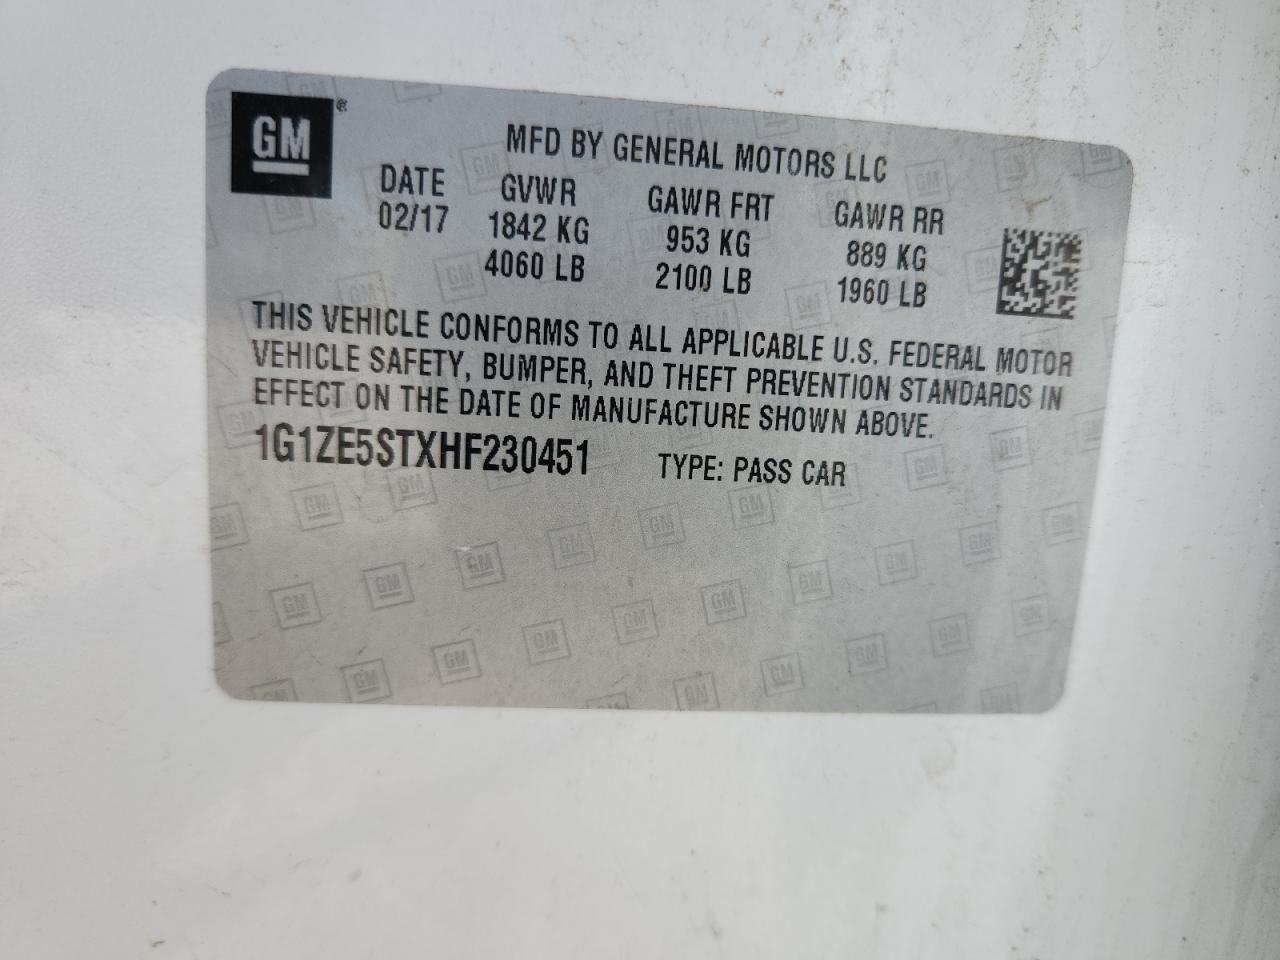 GM ®
MFD BY GENERAL MOTORS LLC
DATE GVWR GAWR FRT GAWR RR
02/17 1842 KG 953 KG 889 KG
4060 LB 2100 LB 1960 LB
THIS VEHICLE CONFORMS TO ALL APPLICABLE U.S. FEDERAL MOTOR
VEHICLE SAFETY, BUMPER, AND THEFT PREVENTION STANDARDS IN
EFFECT ON THE DATE OF MANUFACTURE SHOWN ABOVE.
1G1ZE5STXHF230451 TYPE: PASS CAR